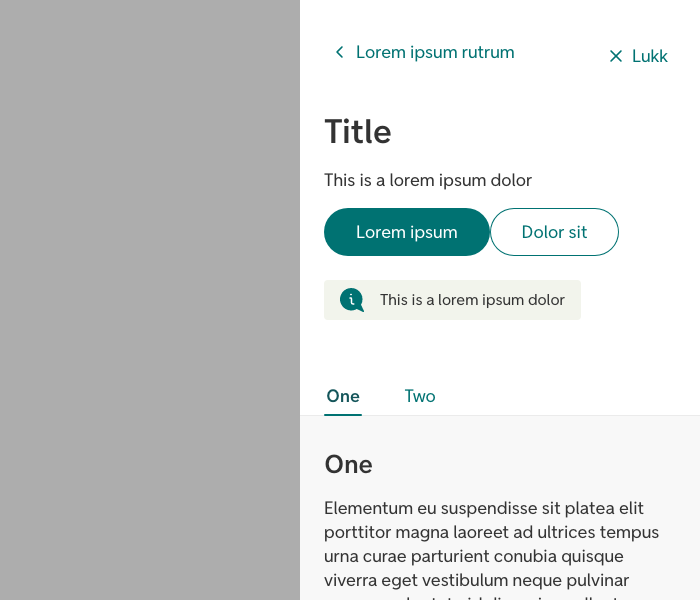 Lorem ipsum rutrum
Lukk
Title
This is a lorem ipsum dolor
Lorem ipsum
Dolor sit
This is a lorem ipsum dolor
One
Two
One
Elementum eu suspendisse sit platea elit
porttitor magna laoreet ad ultrices tempus
urna curae parturient conubia quisque
viverra eget vestibulum neque pulvinar